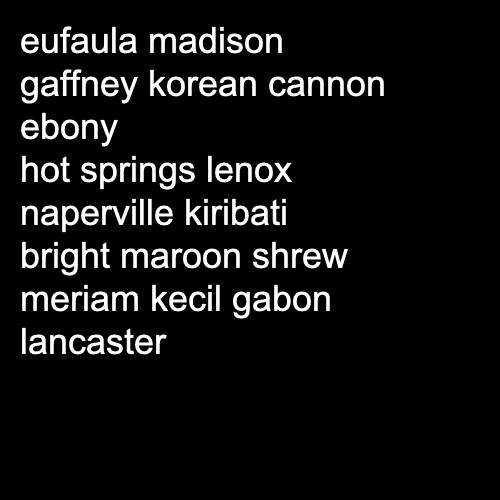 eufaula madison
gaffney korean cannon
ebony
hot springs lenox
naperville kiribati
bright maroon shrew
meriam kecil gabon
lancaster